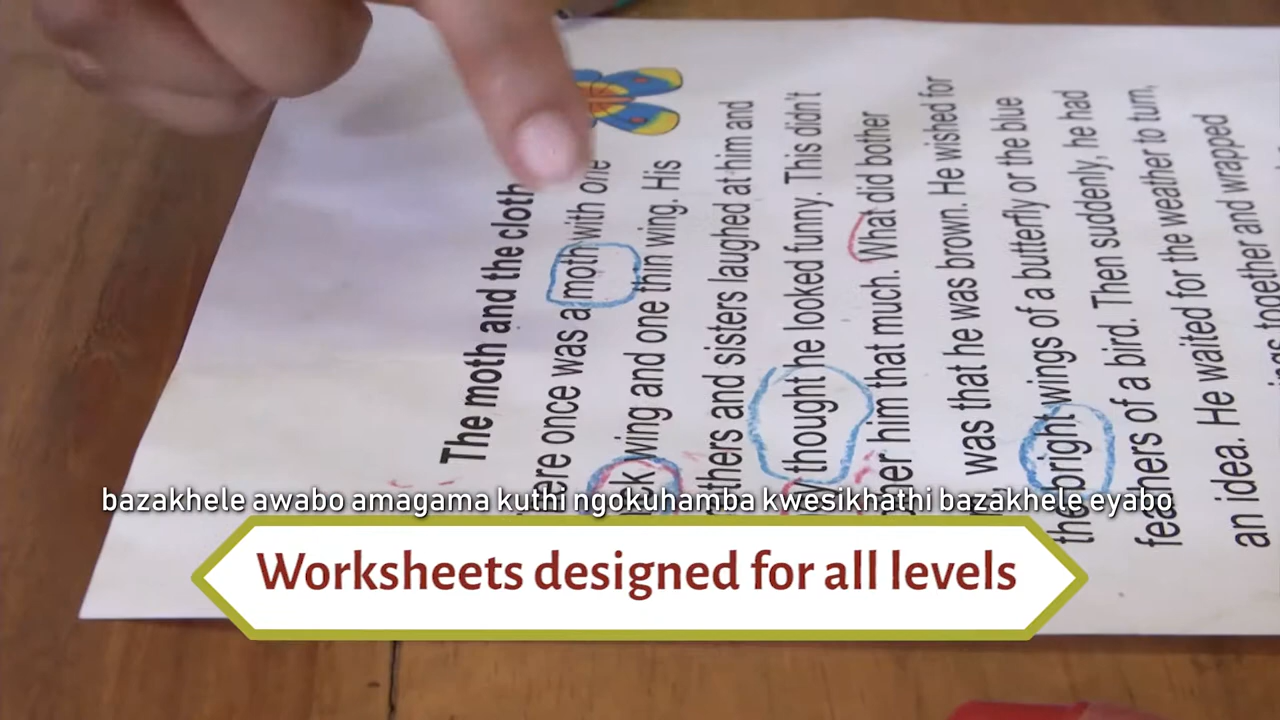 The moth and the cloth
once was a moth with one
wing and one thin wing. His
and sisters laughed at him and
thought he looked funny. This didn't
him that much. What did bother
was that he was brown. He wished for
the bright wings of a butterfly or the blue
feathers of a bird. Then suddenly, he had
an idea. He waited for the weather to turn,
together and wrapped
bazakhele awabo amagama kuthi ngokuhamba kwesikhathi bazakhele eyabo
Worksheets designed for all levels